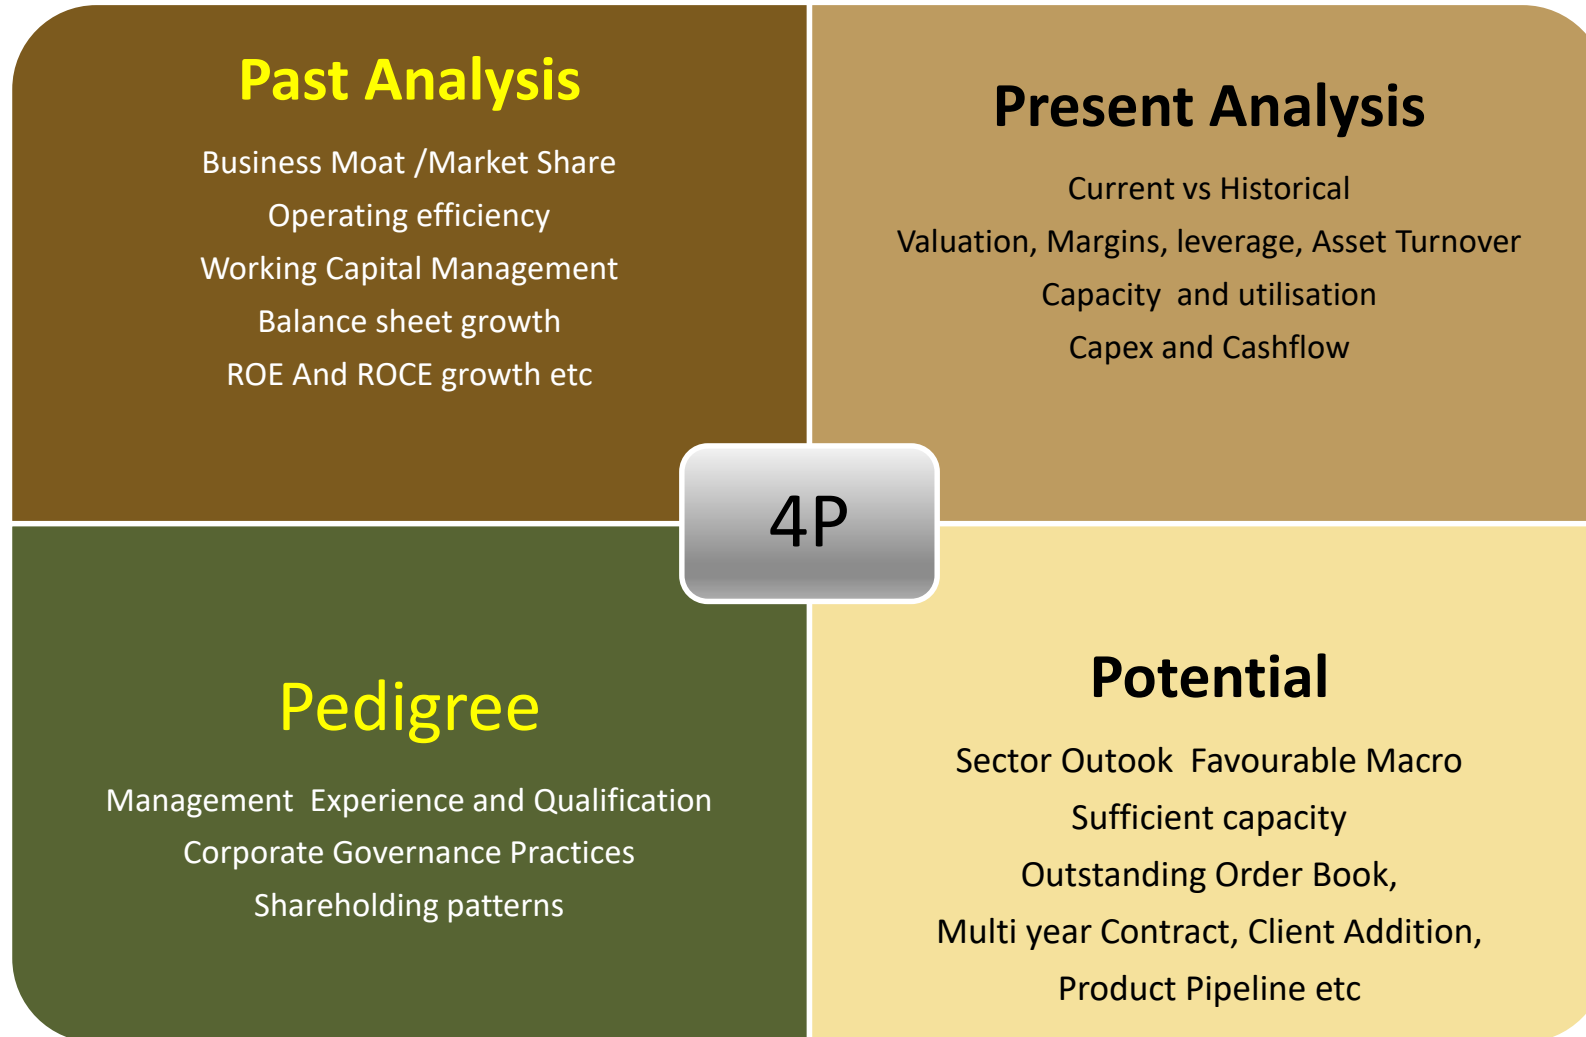 Past Analysis
Business Moat /Market Share
Operating efficiency
Working Capital Management
Balance sheet growth
ROE And ROCE growth etc
Present Analysis
Current vs Historical
Valuation, Margins, leverage, Asset Turnover
Capacity  and utilisation
Capex and Cashflow
4P
Pedigree
Management  Experience and Qualification
Corporate Governance Practices
Shareholding patterns
Potential
Sector Outook  Favourable Macro
Sufficient capacity
Outstanding Order Book,
Multi year Contract, Client Addition,
Product Pipeline etc